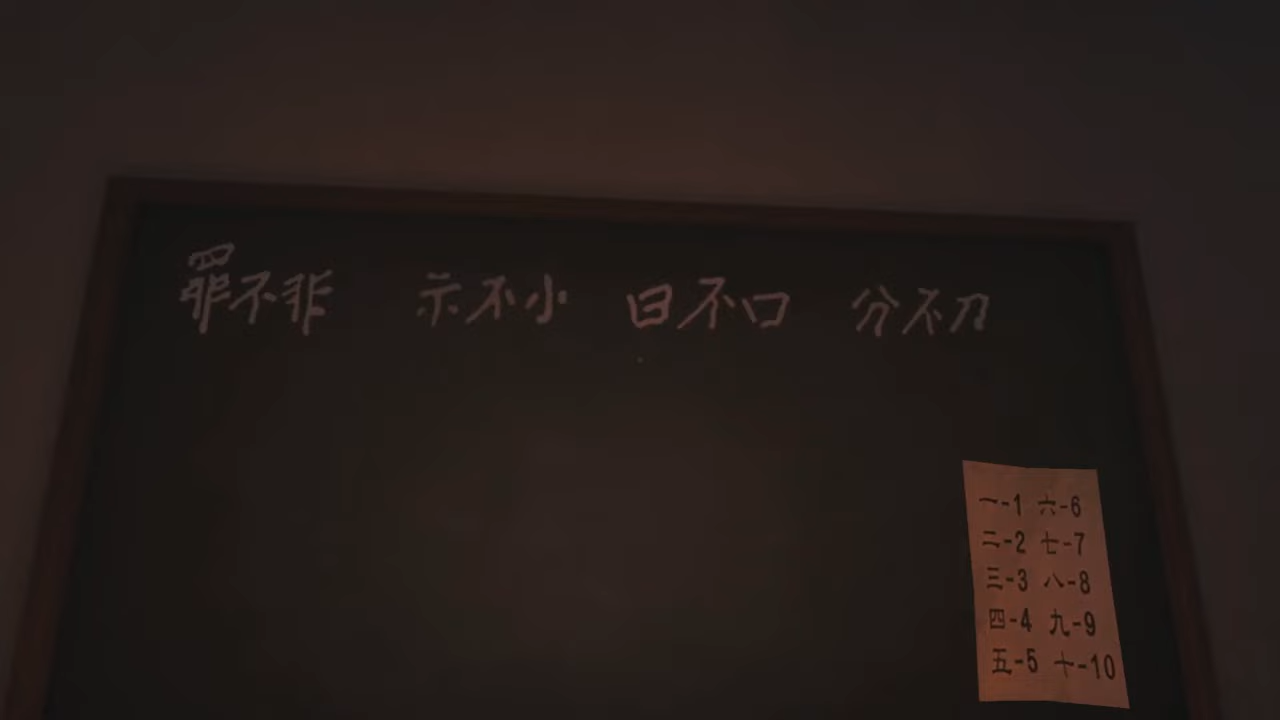 罪不非 示不小 日不口 分不刀
一-1 六-6
二-2 七-7
三-3 八-8
四-4 九-9
五-5 十-10